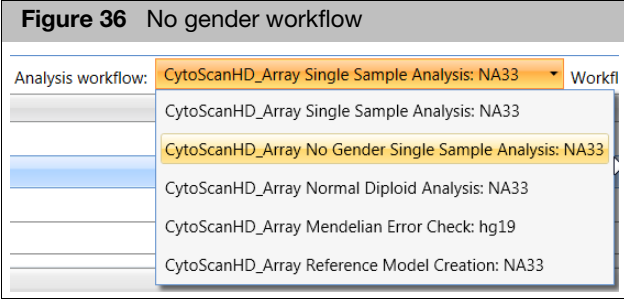 Figure 36 No gender workflow
Analysis workflow: CytoScanHD_Array Single Sample Analysis: NA33 Workfl
CytoScanHD_Array Single Sample Analysis: NA33
CytoScanHD_Array No Gender Single Sample Analysis: NA33
CytoScanHD_Array Normal Diploid Analysis: NA33
CytoScanHD_Array Mendelian Error Check: hg19
CytoScanHD_Array Reference Model Creation: NA33